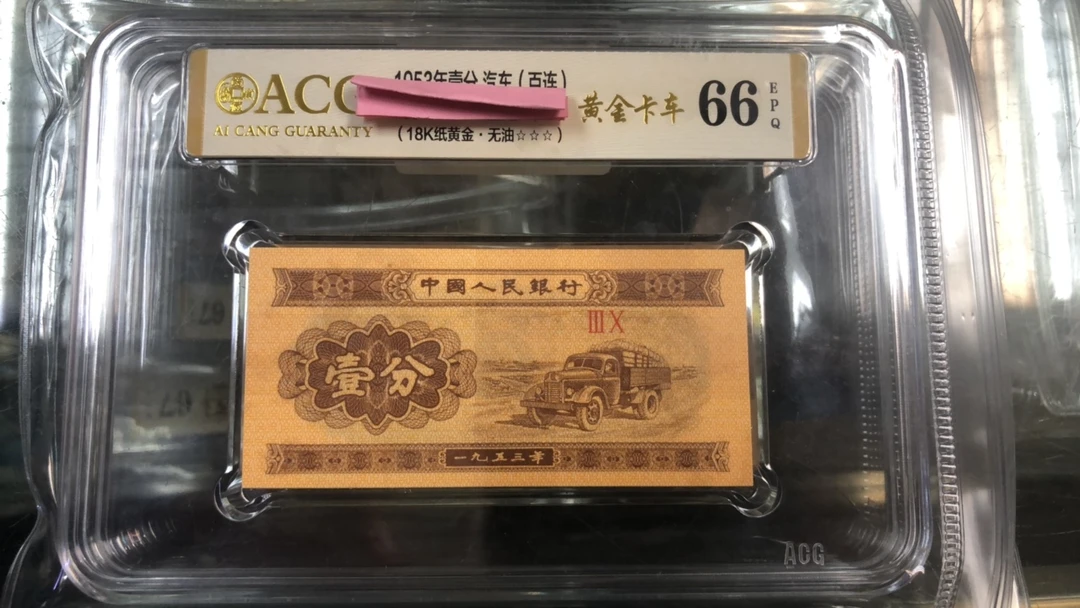 ACG
AI CANG GUARANTY
1953年壹分 汽车（百连）
（18K纸黄金·无油☆☆☆）
黄金卡车
66
EPQ
中國人民銀行
ⅢⅩ
壹分
一九五三年
ACG